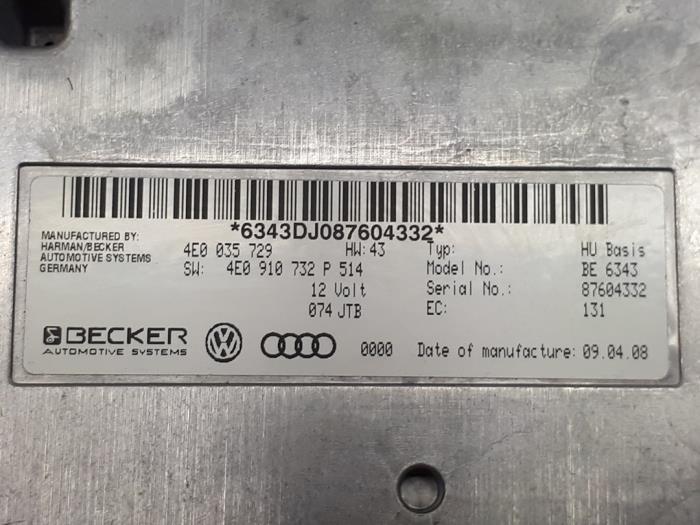 *6343DJ087604332*
MANUFACTURED BY:
HARMAN/BECKER
AUTOMOTIVE SYSTEMS
GERMANY
4E0 035 729 HW: 43
SW: 4E0 910 732 P 514
12 Volt
074 JTB
Typ: HU Basis
Model No.: BE 6343
Serial No.: 87604332
EC: 131
BECKER
AUTOMOTIVE SYSTEMS
0000 Date of manufacture: 09.04.08